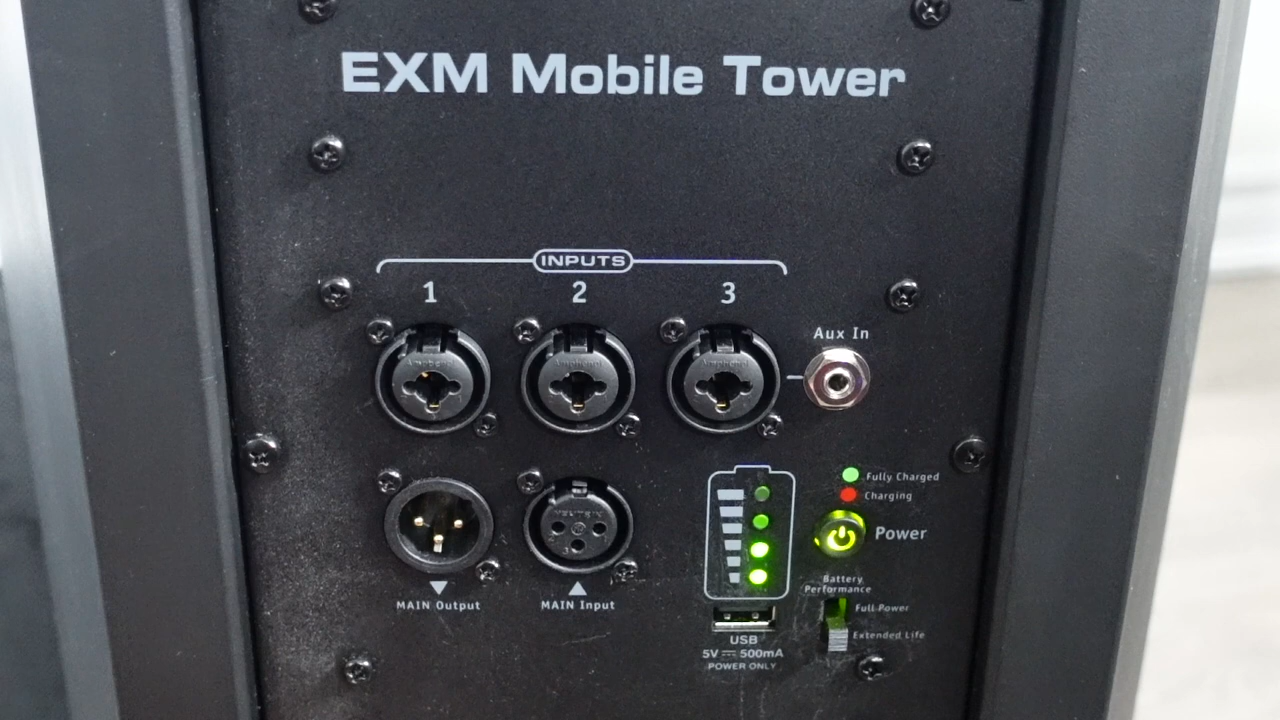 EXM Mobile Tower
INPUTS
1 2 3
Aux In
Fully Charged
Charging
Power
Battery
Performance
Full Power
Extended Life
MAIN Output
MAIN Input
USB
5V ⎓ 500mA
POWER ONLY